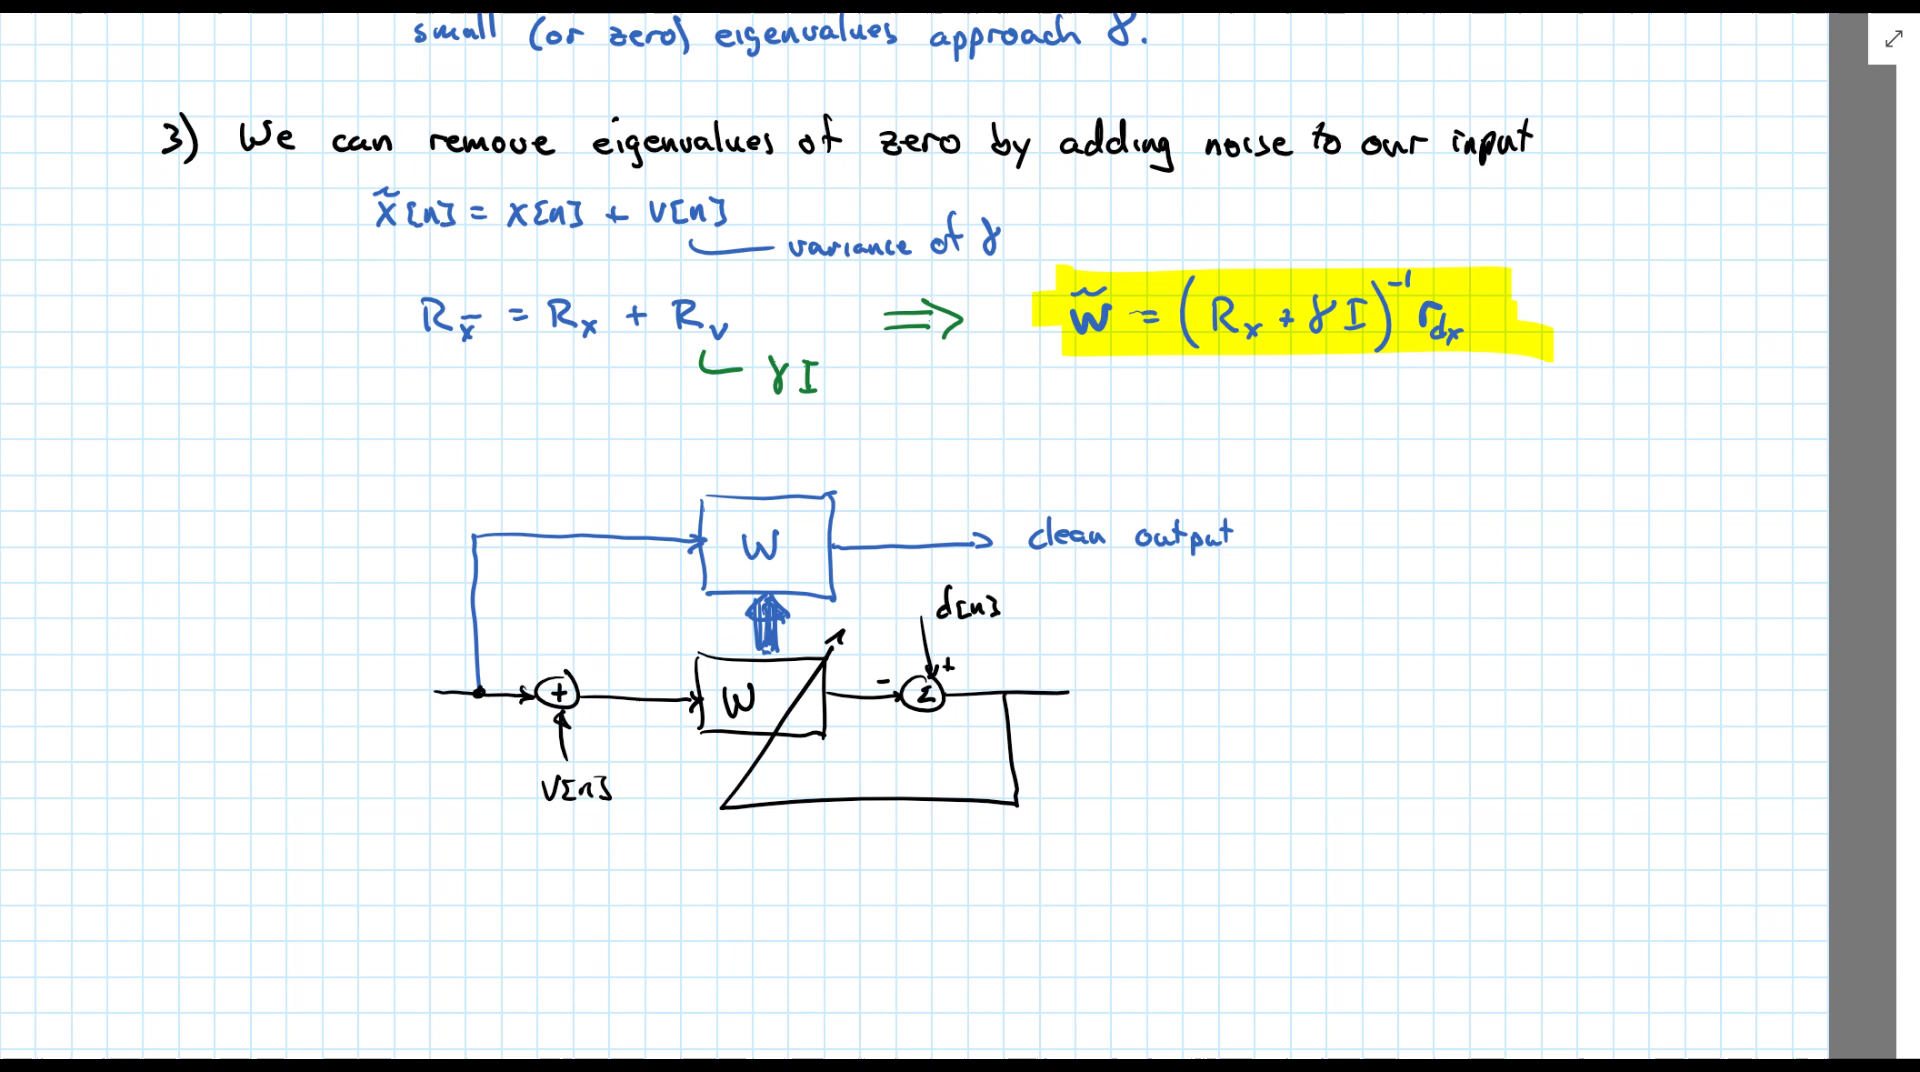 small (or zero) eigenvalues approach γ.
3) We can remove eigenvalues of zero by adding noise to our input
x̃[n] = x[n] + v[n]
variance of γ
R_x̃ = R_x + R_v ⟹ w̃ = (R_x + γI)⁻¹ r_dx
γI
W
clean output
d[n]
+
+
W
-
Σ
v[n]